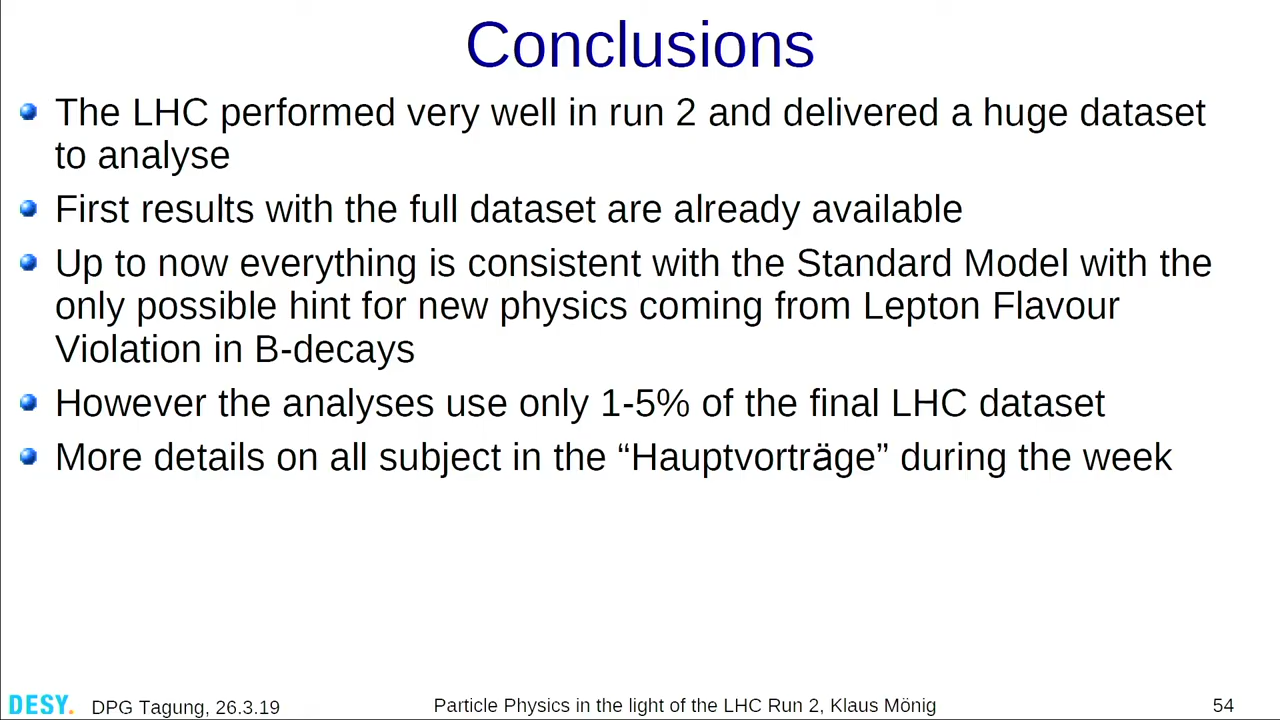 Conclusions
The LHC performed very well in run 2 and delivered a huge dataset
to analyse
First results with the full dataset are already available
Up to now everything is consistent with the Standard Model with the
only possible hint for new physics coming from Lepton Flavour
Violation in B-decays
However the analyses use only 1-5% of the final LHC dataset
More details on all subject in the “Hauptvorträge” during the week
DESY. DPG Tagung, 26.3.19 Particle Physics in the light of the LHC Run 2, Klaus Mönig 54